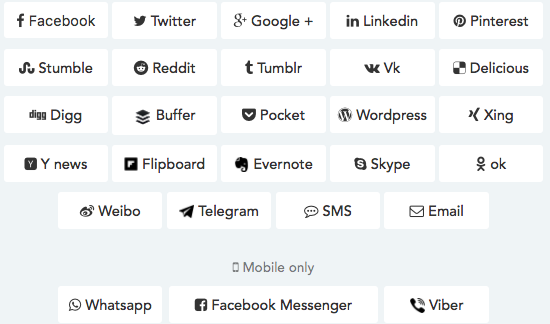 Facebook Twitter Google + Linkedin Pinterest
Stumble Reddit Tumblr Vk Delicious
digg Digg Buffer Pocket Wordpress Xing
Y Y news Flipboard Evernote Skype ok
Weibo Telegram SMS Email
Mobile only
Whatsapp Facebook Messenger Viber